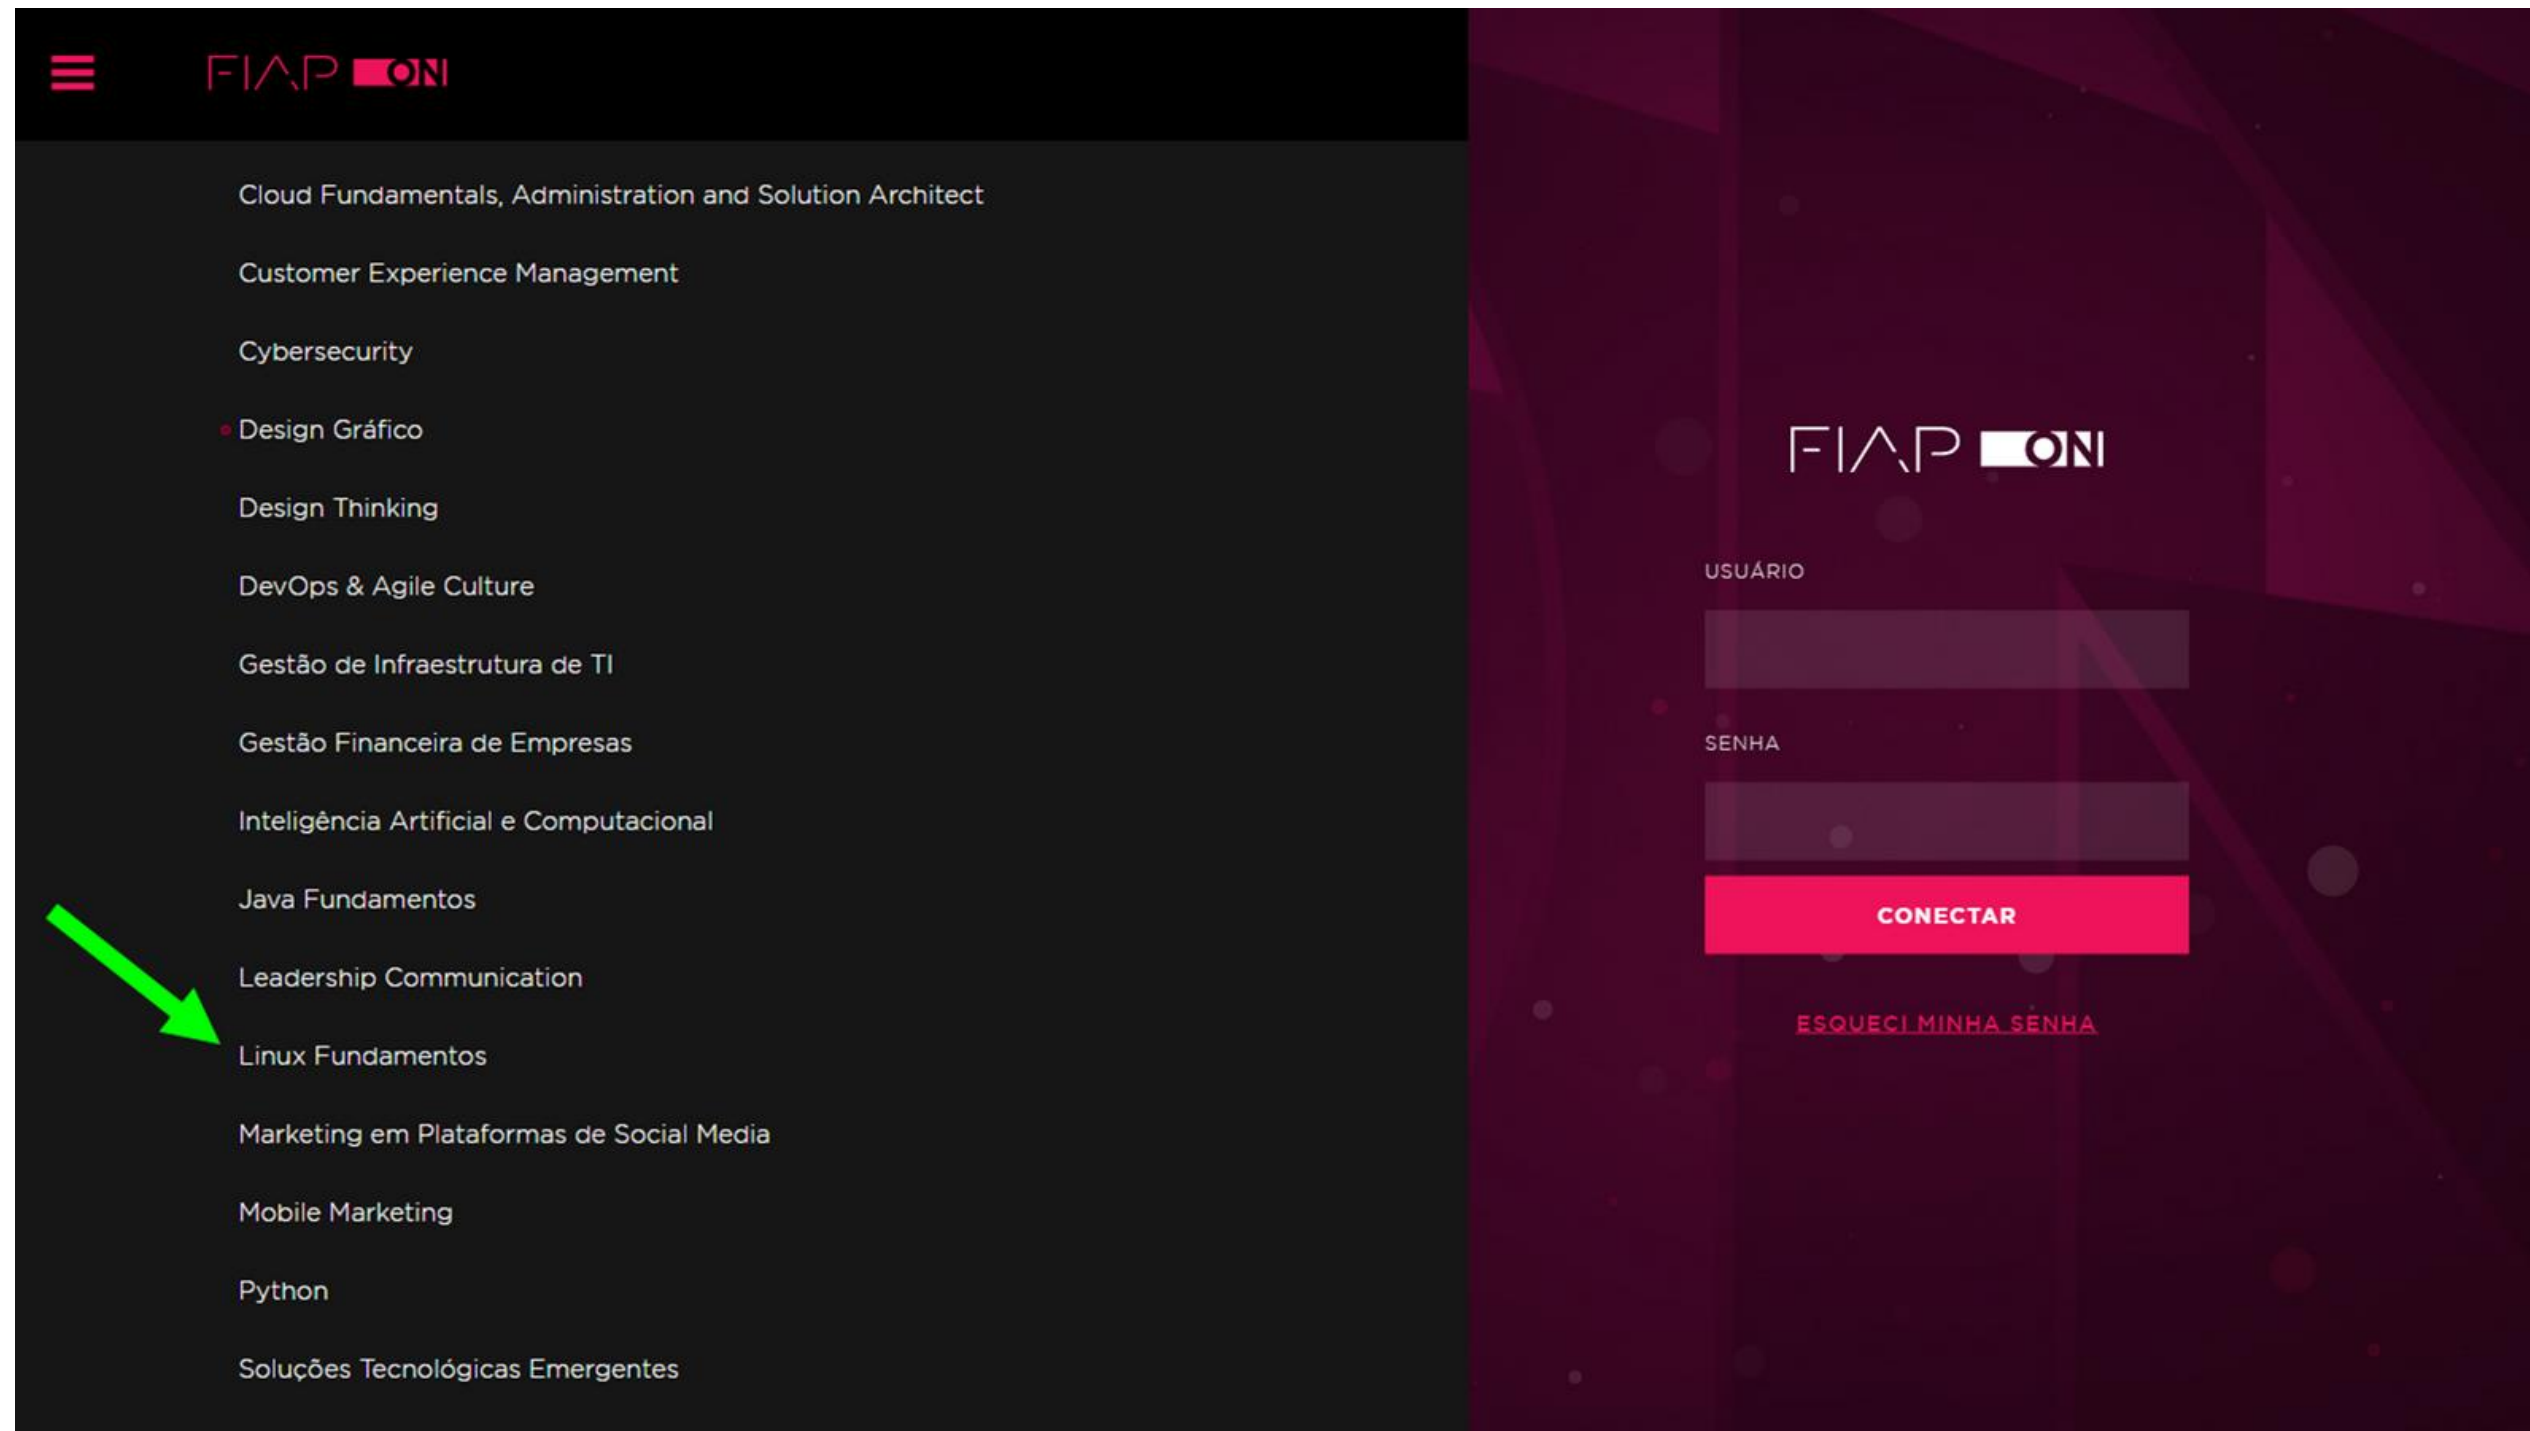 FIAP ON
Cloud Fundamentals, Administration and Solution Architect
Customer Experience Management
Cybersecurity
Design Gráfico
Design Thinking
DevOps & Agile Culture
Gestão de Infraestrutura de TI
Gestão Financeira de Empresas
Inteligência Artificial e Computacional
Java Fundamentos
Leadership Communication
Linux Fundamentos
Marketing em Plataformas de Social Media
Mobile Marketing
Python
Soluções Tecnológicas Emergentes
FIAP ON
USUÁRIO
SENHA
CONECTAR
ESQUECI MINHA SENHA